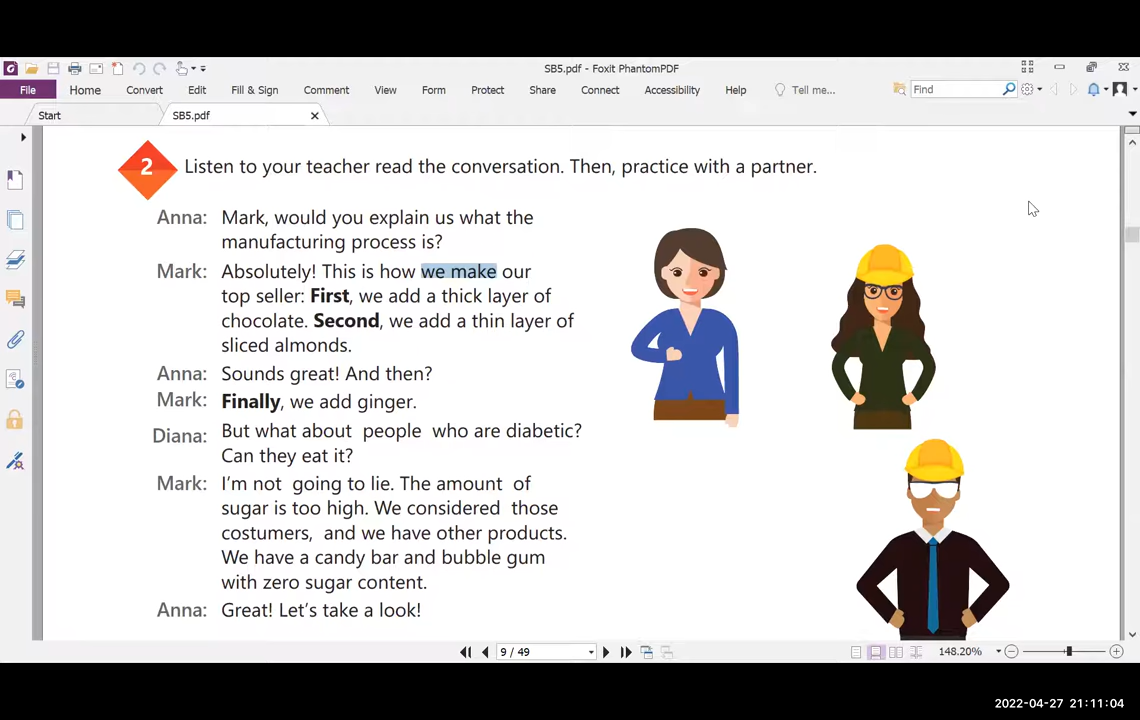 SB5.pdf - Foxit PhantomPDF
File Home Convert Edit Fill & Sign Comment View Form Protect Share Connect Accessibility Help Tell me... Find
Start SB5.pdf
2 Listen to your teacher read the conversation. Then, practice with a partner.
Anna: Mark, would you explain us what the
manufacturing process is?
Mark: Absolutely! This is how we make our
top seller: First, we add a thick layer of
chocolate. Second, we add a thin layer of
sliced almonds.
Anna: Sounds great! And then?
Mark: Finally, we add ginger.
Diana: But what about people who are diabetic?
Can they eat it?
Mark: I'm not going to lie. The amount of
sugar is too high. We considered those
costumers, and we have other products.
We have a candy bar and bubble gum
with zero sugar content.
Anna: Great! Let's take a look!
9 / 49 148.20%
2022-04-27 21:11:04